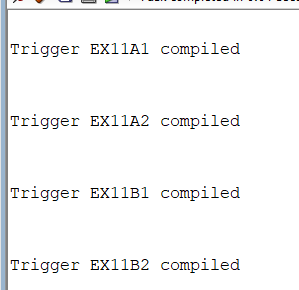 Trigger EX11A1 compiled
Trigger EX11A2 compiled
Trigger EX11B1 compiled
Trigger EX11B2 compiled